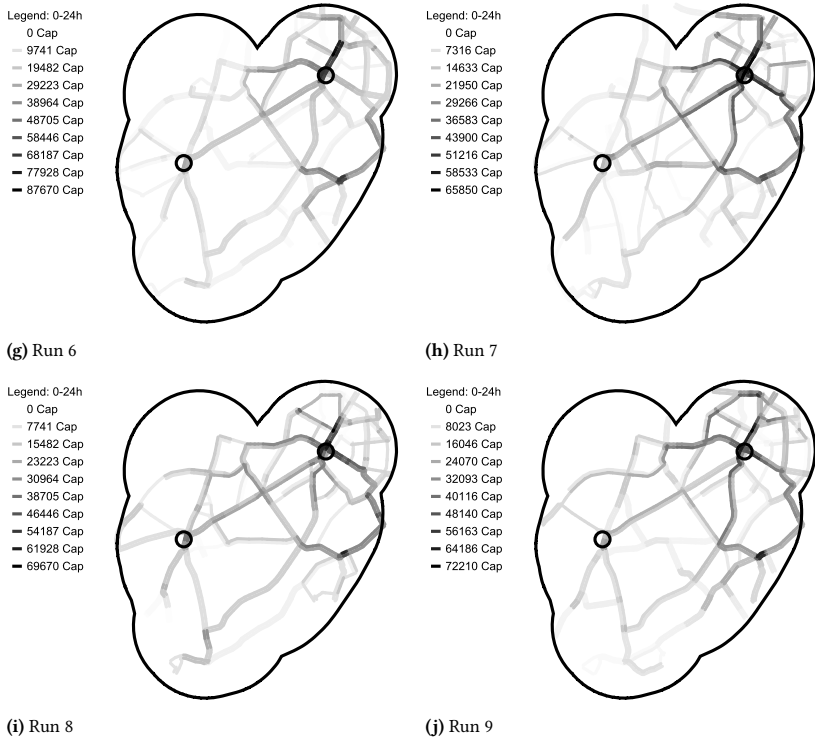 Legend: 0-24h
0 Cap
9741 Cap
19482 Cap
29223 Cap
38964 Cap
48705 Cap
58446 Cap
68187 Cap
77928 Cap
87670 Cap
(g) Run 6
Legend: 0-24h
0 Cap
7316 Cap
14633 Cap
21950 Cap
29266 Cap
36583 Cap
43900 Cap
51216 Cap
58533 Cap
65850 Cap
(h) Run 7
Legend: 0-24h
0 Cap
7741 Cap
15482 Cap
23223 Cap
30964 Cap
38705 Cap
46446 Cap
54187 Cap
61928 Cap
69670 Cap
(i) Run 8
Legend: 0-24h
0 Cap
8023 Cap
16046 Cap
24070 Cap
32093 Cap
40116 Cap
48140 Cap
56163 Cap
64186 Cap
72210 Cap
(j) Run 9